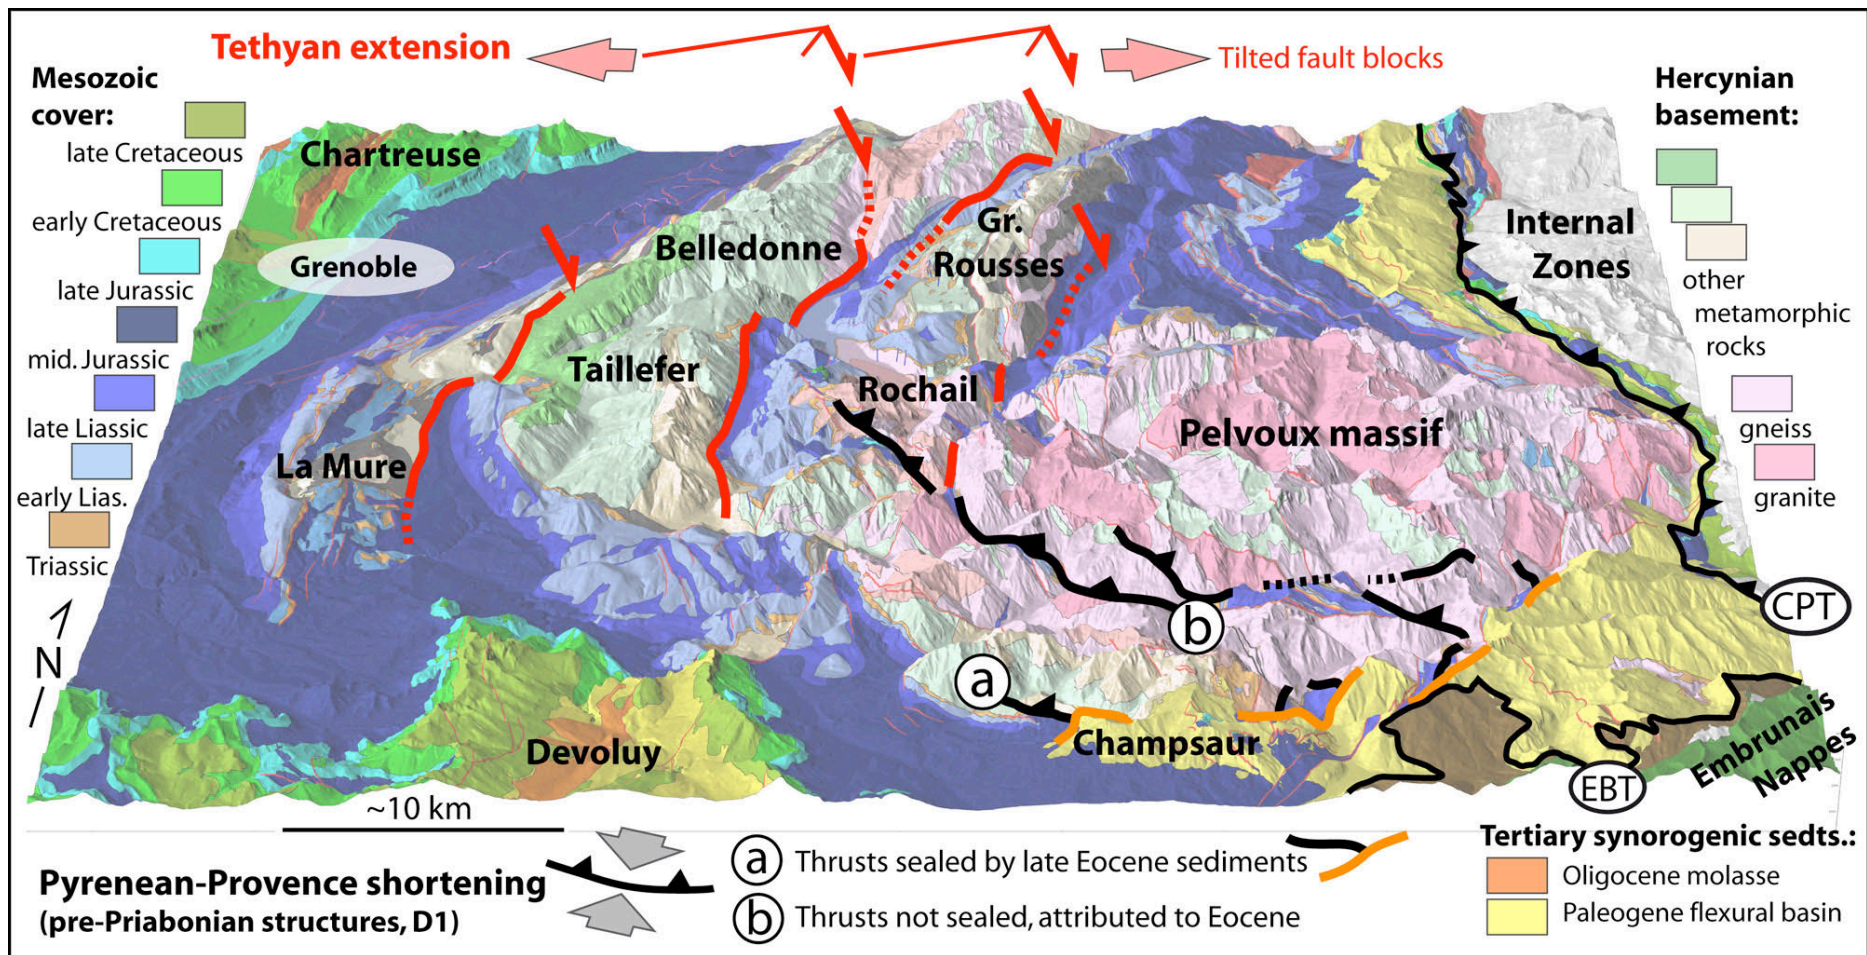 Tethyan extension
Tilted fault blocks
Mesozoic
cover:
late Cretaceous
early Cretaceous
late Jurassic
mid. Jurassic
late Liassic
early Lias.
Triassic
N
Hercynian
basement:
other
metamorphic
rocks
gneiss
granite
Chartreuse
Grenoble
Belledonne
Gr.
Rousses
Internal
Zones
Taillefer
Rochail
La Mure
Pelvoux massif
CPT
b
a
Champsaur
Devoluy
EBT
Embrunais
Nappes
~10 km
Pyrenean-Provence shortening
(pre-Priabonian structures, D1)
a Thrusts sealed by late Eocene sediments
b Thrusts not sealed, attributed to Eocene
Tertiary synorogenic sedts.:
Oligocene molasse
Paleogene flexural basin